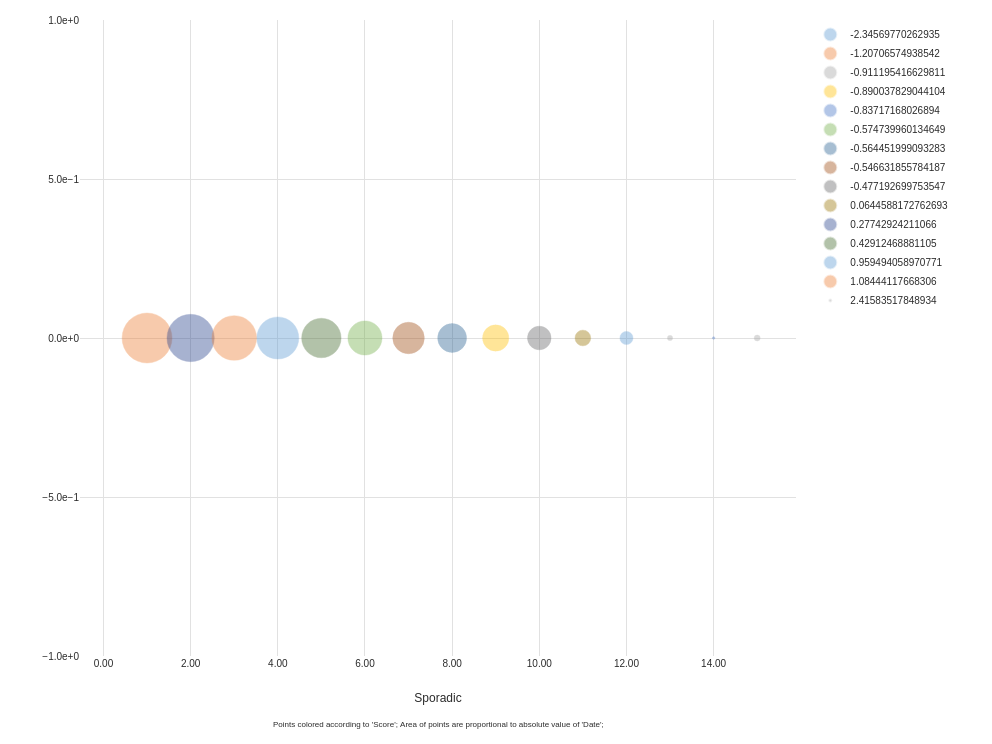 1.0e+0
5.0e−1
0.0e+0
−5.0e−1
−1.0e+0
0.00 2.00 4.00 6.00 8.00 10.00 12.00 14.00
Sporadic
Points colored according to 'Score'; Area of points are proportional to absolute value of 'Date';
-2.34569770262935
-1.20706574938542
-0.911195416629811
-0.890037829044104
-0.83717168026894
-0.574739960134649
-0.564451999093283
-0.546631855784187
-0.477192699753547
0.0644588172762693
0.27742924211066
0.42912468881105
0.959494058970771
1.08444117668306
2.41583517848934